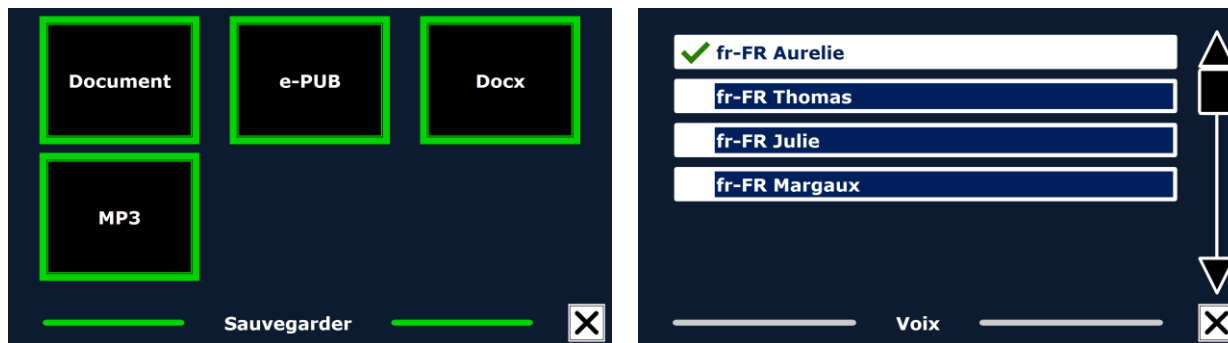 Document e-PUB Docx
MP3
Sauvegarder
fr-FR Aurelie
fr-FR Thomas
fr-FR Julie
fr-FR Margaux
Voix